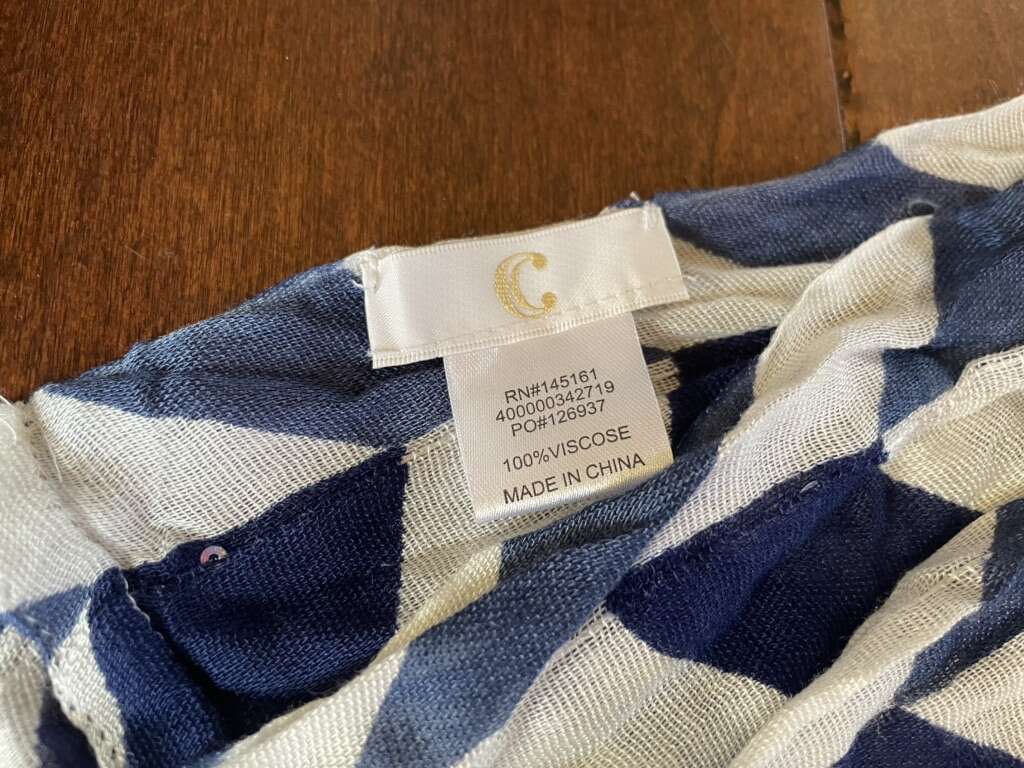 C
RN#145161
400000342719
PO#126937
100%VISCOSE
MADE IN CHINA